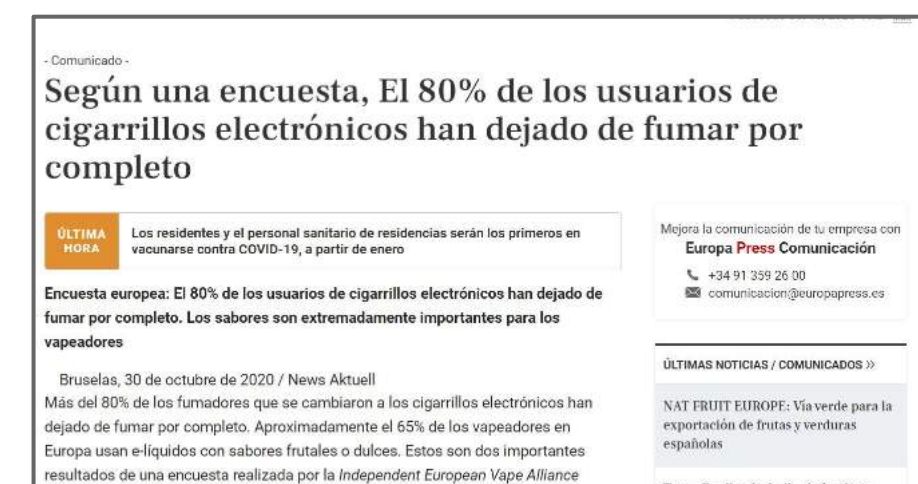 - Comunicado -
Según una encuesta, El 80% de los usuarios de
cigarrillos electrónicos han dejado de fumar por
completo
ÚLTIMA
HORA
Los residentes y el personal sanitario de residencias serán los primeros en
vacunarse contra COVID-19, a partir de enero
Encuesta europea: El 80% de los usuarios de cigarrillos electrónicos han dejado de
fumar por completo. Los sabores son extremadamente importantes para los
vapeadores
Bruselas, 30 de octubre de 2020 / News Aktuell
Más del 80% de los fumadores que se cambiaron a los cigarrillos electrónicos han
dejado de fumar por completo. Aproximadamente el 65% de los vapeadores en
Europa usan e-líquidos con sabores frutales o dulces. Estos son dos importantes
resultados de una encuesta realizada por la Independent European Vape Alliance
Mejora la comunicación de tu empresa con
Europa Press Comunicación
+34 91 359 26 00
comunicacion@europapress.es
ÚLTIMAS NOTICIAS / COMUNICADOS »
NAT FRUIT EUROPE: Vía verde para la
exportación de frutas y verduras
españolas